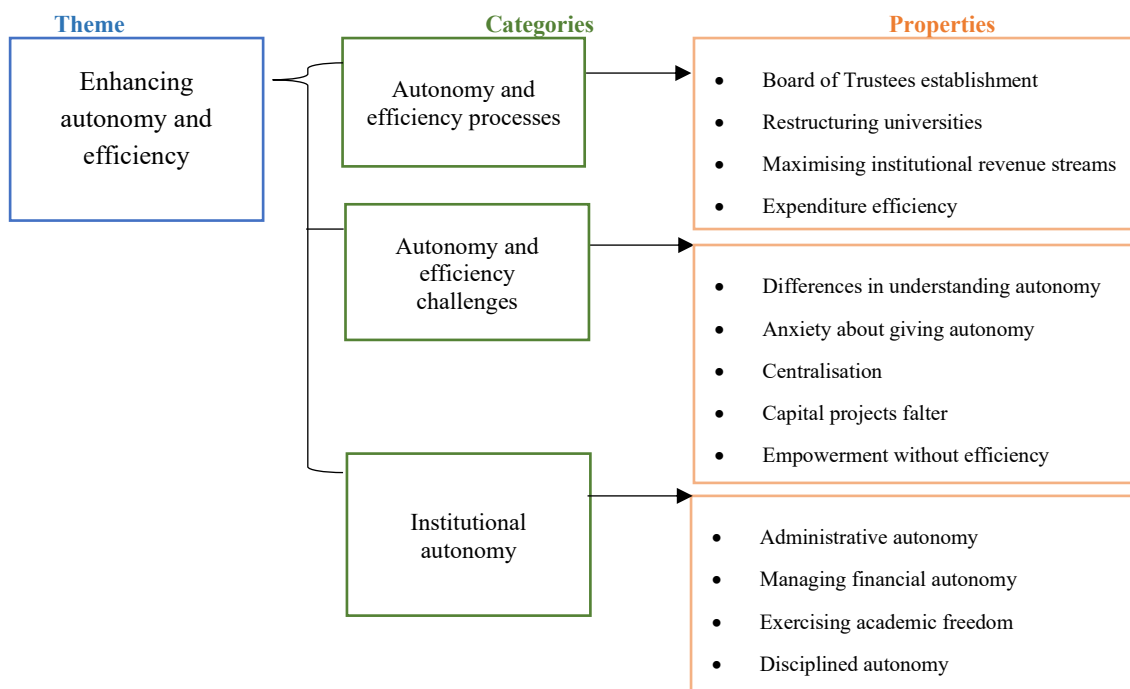 Theme
Categories
Properties
Enhancing
autonomy and
efficiency
Autonomy and
efficiency processes
• Board of Trustees establishment
• Restructuring universities
• Maximising institutional revenue streams
• Expenditure efficiency
Autonomy and
efficiency
challenges
• Differences in understanding autonomy
• Anxiety about giving autonomy
• Centralisation
• Capital projects falter
• Empowerment without efficiency
Institutional
autonomy
• Administrative autonomy
• Managing financial autonomy
• Exercising academic freedom
• Disciplined autonomy